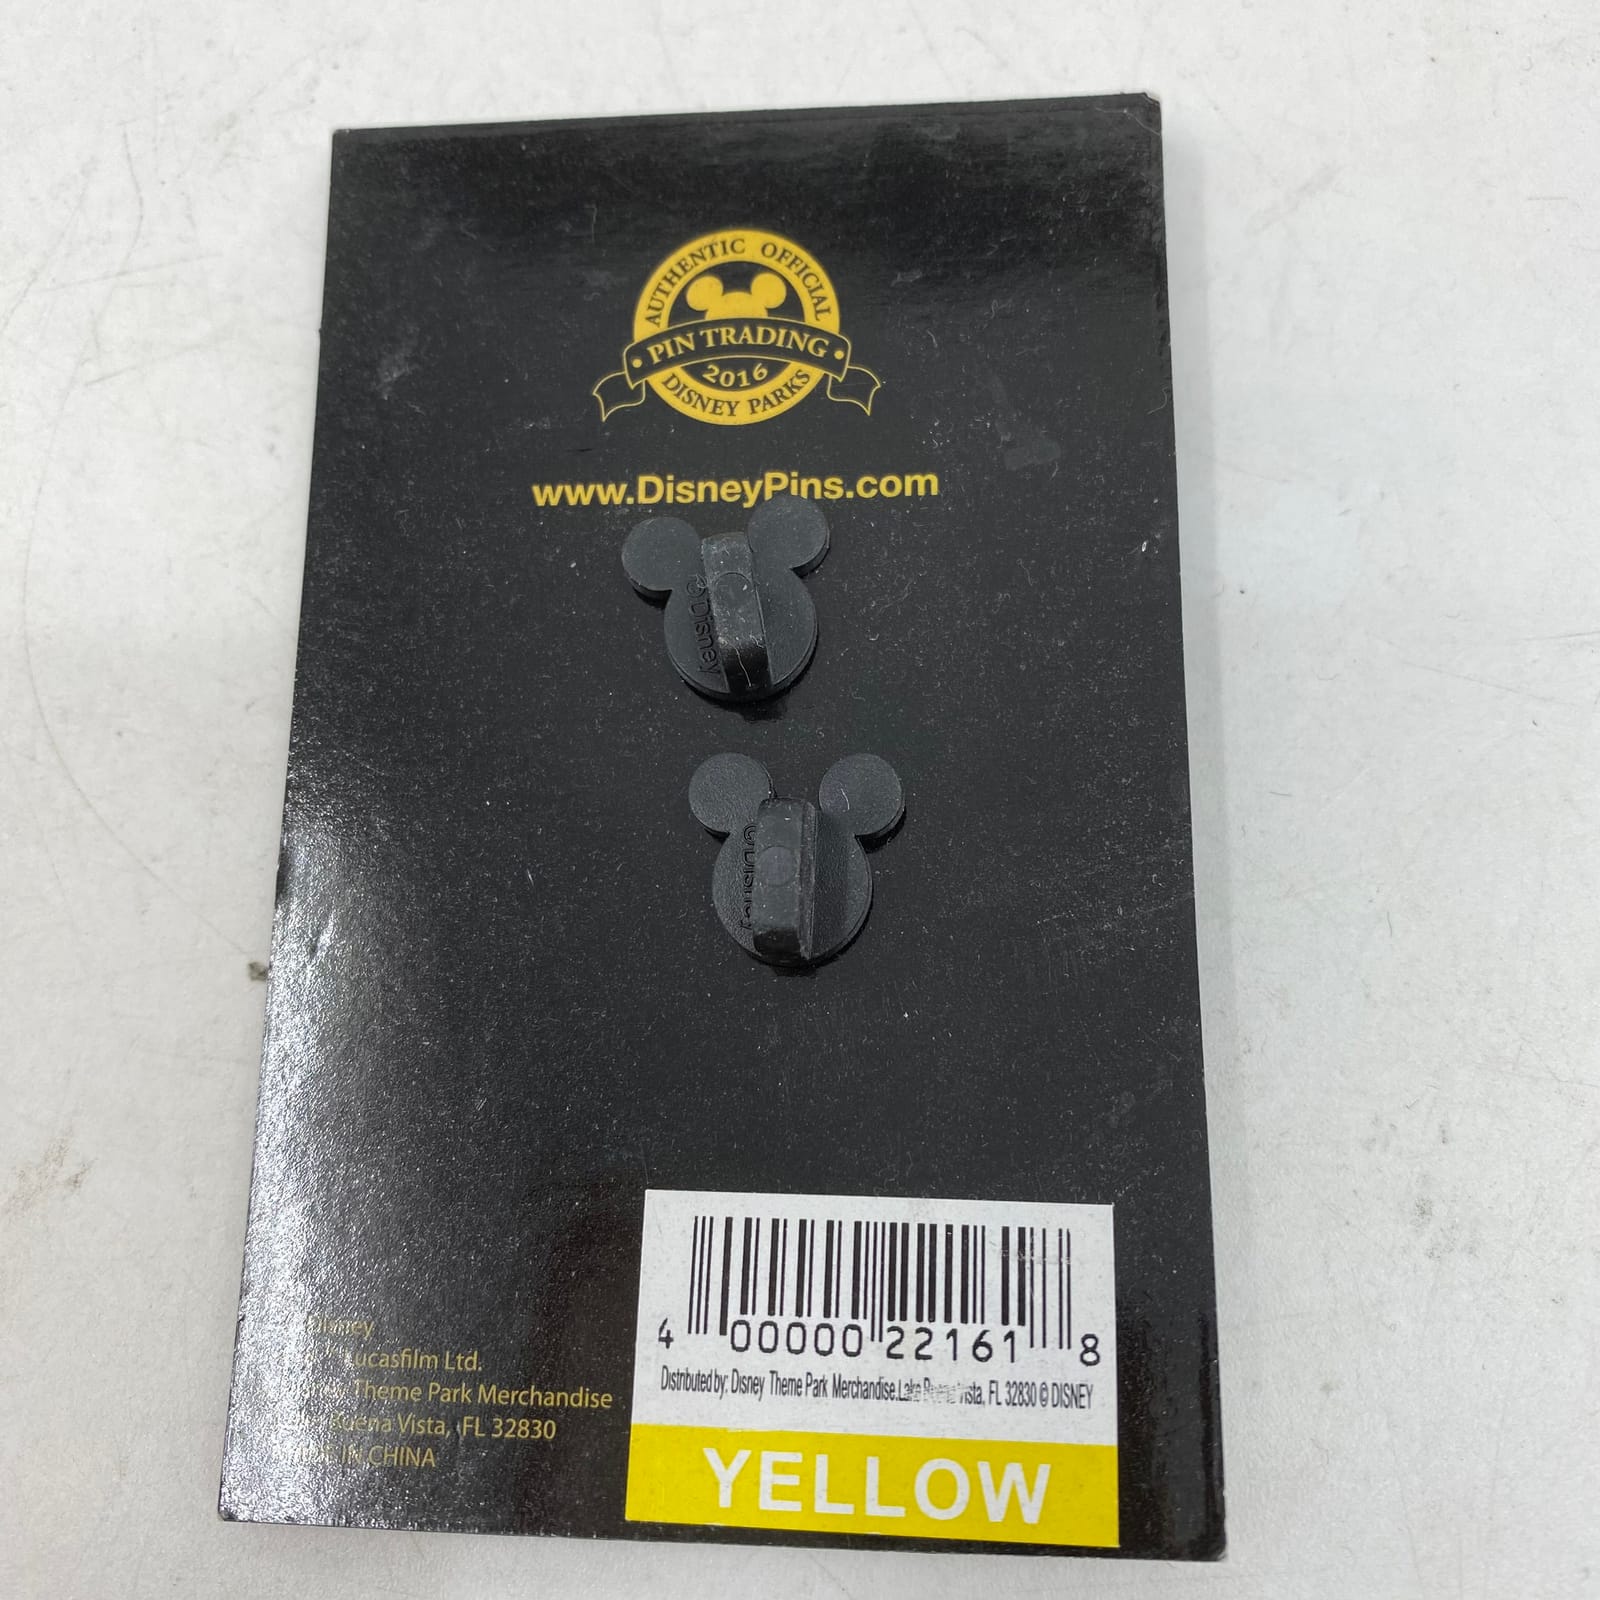 AUTHENTIC OFFICIAL
PIN TRADING
2016
DISNEY PARKS
www.DisneyPins.com
© Disney
Disney
Disney
Lucasfilm Ltd.
Theme Park Merchandise
Buena Vista, FL 32830
IN CHINA
4 00000 22161 8
Distributed by: Disney Theme Park Merchandise. Lake Buena Vista, FL 32830 © DISNEY
YELLOW